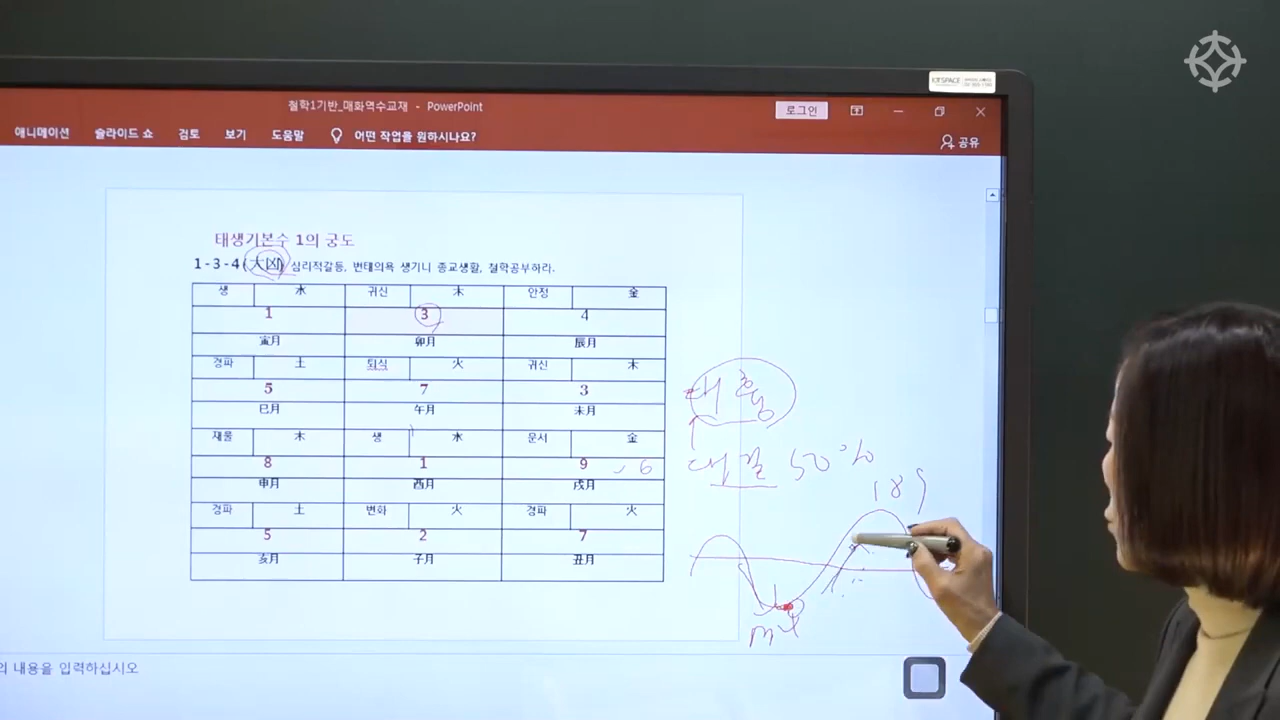 IOTSPACE
철학1기반_매화역수교재 - PowerPoint
로그인
애니메이션 슬라이드 쇼 검토 보기 도움말 어떤 작업을 원하시나요?
공유
태생기본수 1의 궁도
1-3-4(大凶) 심리적갈등, 변태의욕 생기니 종교생활, 철학공부하라.
생 水 귀신 木 안정 金
1 3 4
寅月 卯月 辰月
경파 土 퇴식 火 귀신 木
5 7 3
巳月 午月 未月
재물 木 생 水 운서 金
8 1 9 6
申月 酉月 戌月
경파 土 변화 火 경파 火
5 2 7
亥月 子月 丑月
대흉
대길 50%
의 내용을 입력하십시오